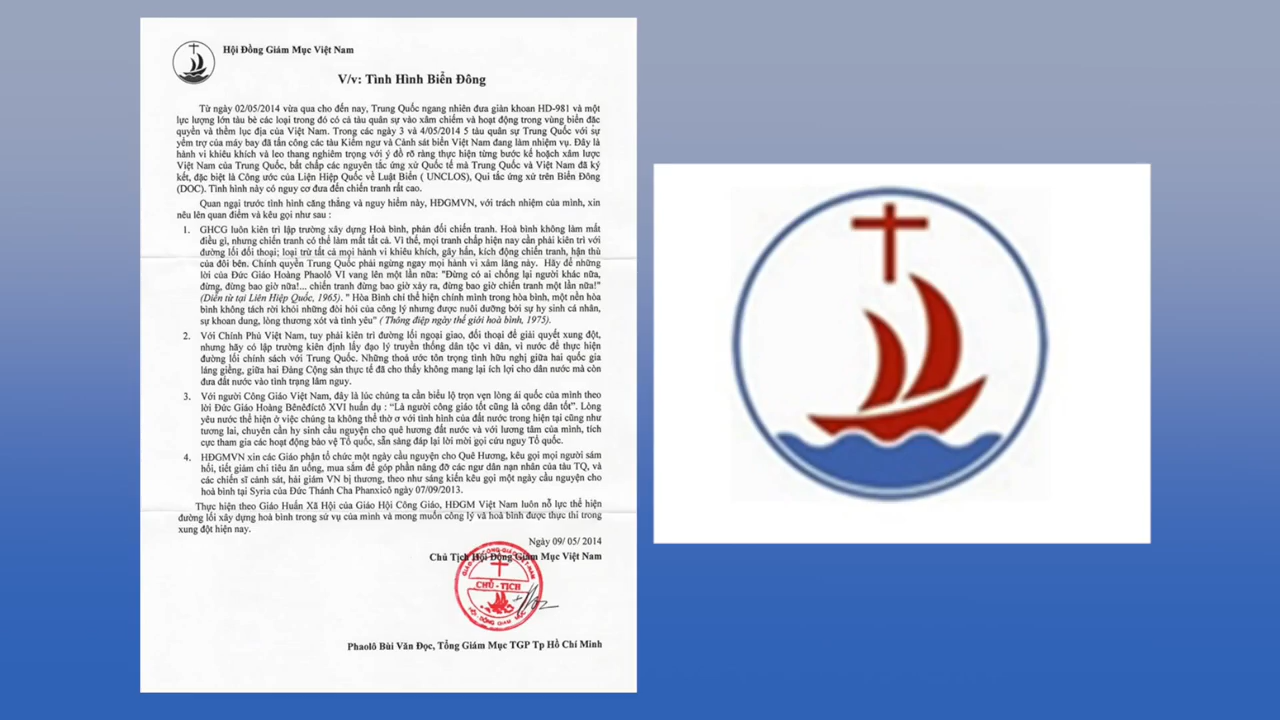 Hội Đồng Giám Mục Việt Nam
V/v: Tình Hình Biển Đông
Từ ngày 02/05/2014 vừa qua cho đến nay, Trung Quốc ngang nhiên đưa giàn khoan HD-981 và một
lực lượng lớn tàu bè các loại trong đó có cả tàu quân sự vào xâm chiếm và hoạt động trong vùng biển đặc
quyền và thềm lục địa của Việt Nam. Trong các ngày 3 và 4/05/2014 5 tàu quân sự Trung Quốc với sự
yểm trợ của máy bay đã tấn công các tàu Kiểm ngư và Cảnh sát biển Việt Nam đang làm nhiệm vụ. Đây là
hành vi khiêu khích và leo thang nghiêm trọng với ý đồ rõ ràng thực hiện từng bước kế hoạch xâm lược
Việt Nam của Trung Quốc, bất chấp các nguyên tắc ứng xử Quốc tế mà Trung Quốc và Việt Nam đã ký
kết, đặc biệt là Công ước của Liện Hiệp Quốc về Luật Biển ( UNCLOS), Qui tắc ứng xử trên Biển Đông
(DOC). Tình hình này có nguy cơ đưa đến chiến tranh rất cao.
Quan ngại trước tình hình căng thẳng và nguy hiểm này, HĐGMVN, với trách nhiệm của mình, xin
nêu lên quan điểm và kêu gọi như sau :
1. GHCG luôn kiên trì lập trường xây dựng Hoà bình, phản đối chiến tranh. Hoà bình không làm mất
điều gì, nhưng chiến tranh có thể làm mất tất cả. Vì thế, mọi tranh chấp hiện nay cần phải kiên trì với
đường lối đối thoại; loại trừ tất cả mọi hành vi khiêu khích, gây hấn, kích động chiến tranh, hận thù
của đôi bên. Chính quyền Trung Quốc phải ngừng ngay mọi hành vi xâm lăng này. Hãy để những
lời của Đức Giáo Hoàng Phaolô VI vang lên một lần nữa: "Đừng có ai chống lại người khác nữa,
đừng, đừng bao giờ nữa!... chiến tranh đừng bao giờ xảy ra, đừng bao giờ chiến tranh một lần nữa!"
(Diễn từ tại Liên Hiệp Quốc, 1965). " Hòa Bình chỉ thể hiện chính mình trong hòa bình, một nền hòa
bình không tách rời khỏi những đòi hỏi của công lý nhưng được nuôi dưỡng bởi sự hy sinh cá nhân,
sự khoan dung, lòng thương xót và tình yêu" ( Thông điệp ngày thế giới hoà bình, 1975).
2. Với Chính Phủ Việt Nam, tuy phải kiên trì đường lối ngoại giao, đối thoại để giải quyết xung đột,
nhưng hãy có lập trường kiên định lấy đạo lý truyền thống dân tộc vì dân, vì nước để thực hiện
đường lối chính sách với Trung Quốc. Những thoả ước tôn trọng tình hữu nghị giữa hai quốc gia
láng giềng, giữa hai Đảng Cộng sản thực tế đã cho thấy không mang lại ích lợi cho dân nước mà còn
đưa đất nước vào tình trạng lâm nguy.
3. Với người Công Giáo Việt Nam, đây là lúc chúng ta cần biểu lộ trọn vẹn lòng ái quốc của mình theo
lời Đức Giáo Hoàng Bênêđictô XVI huấn dụ : “Là người công giáo tốt cũng là công dân tốt”. Lòng
yêu nước thể hiện ở việc chúng ta không thể thờ ơ với tình hình của đất nước trong hiện tại cũng như
tương lai, chuyên cần hy sinh cầu nguyện cho quê hương đất nước và với lương tâm của mình, tích
cực tham gia các hoạt động bảo vệ Tổ quốc, sẵn sàng đáp lại lời mời gọi cứu nguy Tổ quốc.
4. HĐGMVN xin các Giáo phận tổ chức một ngày cầu nguyện cho Quê Hương, kêu gọi mọi người sám
hối, tiết giảm chi tiêu ăn uống, mua sắm để góp phần nâng đỡ các ngư dân nạn nhân của tàu TQ, và
các chiến sĩ cảnh sát, hải giám VN bị thương, theo như sáng kiến kêu gọi một ngày cầu nguyện cho
hoà bình tại Syria của Đức Thánh Cha Phanxicô ngày 07/09/2013.
Thực hiện theo Giáo Huấn Xã Hội của Giáo Hội Công Giáo, HĐGM Việt Nam luôn nỗ lực thể hiện
đường lối xây dựng hoà bình trong sứ vụ của mình và mong muốn công lý và hoà bình được thực thi trong
xung đột hiện nay.
Ngày 09/ 05/ 2014
Chủ Tịch Hội Đồng Giám Mục Việt Nam
CHỦ - TỊCH
Phaolô Bùi Văn Đọc, Tổng Giám Mục TGP Tp Hồ Chí Minh